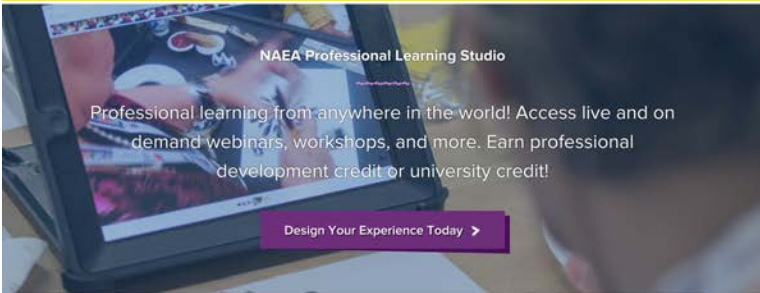 NAEA Professional Learning Studio
Professional learning from anywhere in the world! Access live and on
demand webinars, workshops, and more. Earn professional
development credit or university credit!
Design Your Experience Today >